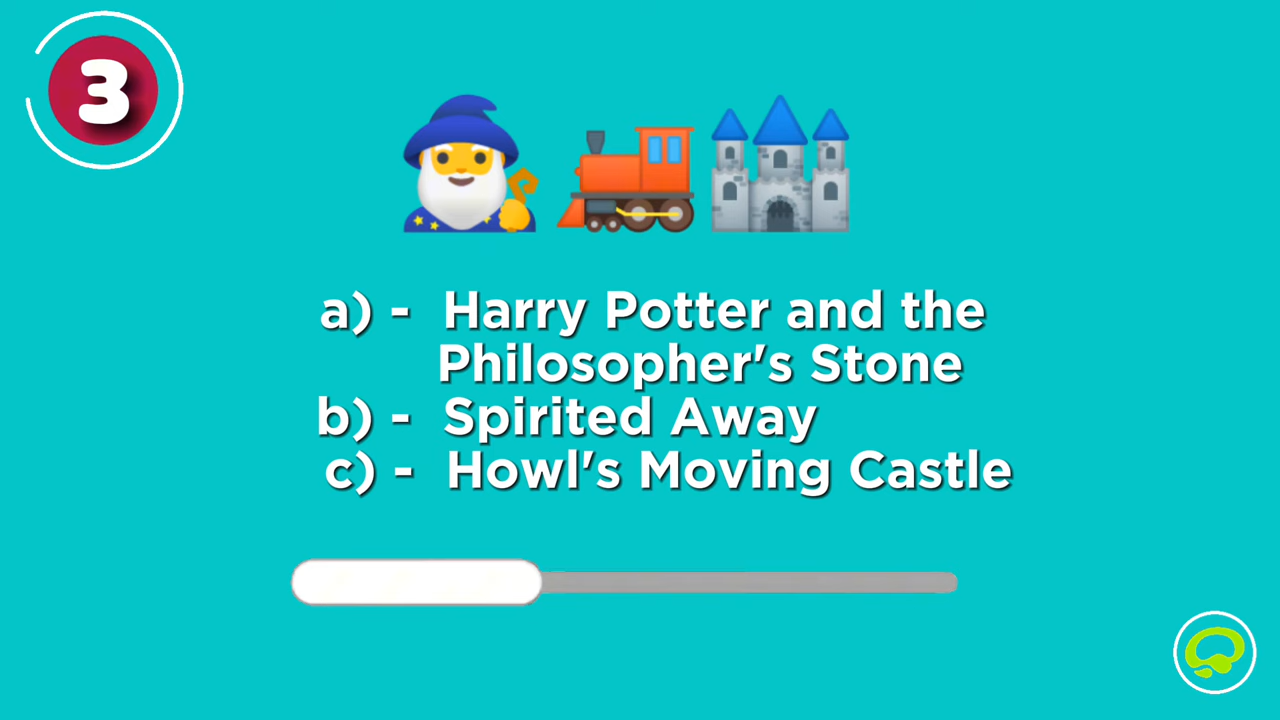 3
a) - Harry Potter and the
Philosopher's Stone
b) - Spirited Away
c) - Howl's Moving Castle